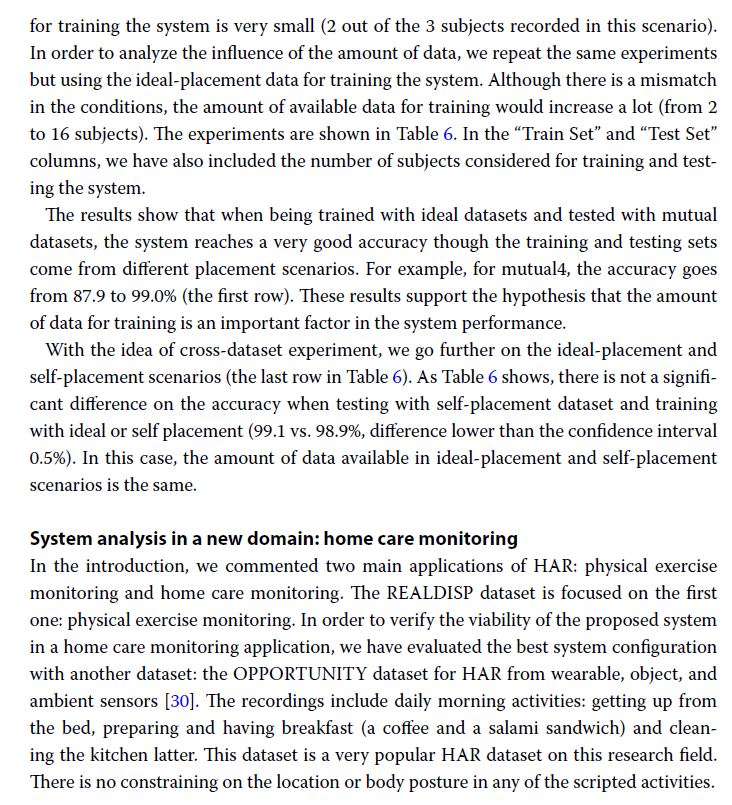 for training the system is very small (2 out of the 3 subjects recorded in this scenario).
In order to analyze the influence of the amount of data, we repeat the same experiments
but using the ideal-placement data for training the system. Although there is a mismatch
in the conditions, the amount of available data for training would increase a lot (from 2
to 16 subjects). The experiments are shown in Table 6. In the “Train Set” and “Test Set”
columns, we have also included the number of subjects considered for training and test-
ing the system.
The results show that when being trained with ideal datasets and tested with mutual
datasets, the system reaches a very good accuracy though the training and testing sets
come from different placement scenarios. For example, for mutual4, the accuracy goes
from 87.9 to 99.0% (the first row). These results support the hypothesis that the amount
of data for training is an important factor in the system performance.
With the idea of cross-dataset experiment, we go further on the ideal-placement and
self-placement scenarios (the last row in Table 6). As Table 6 shows, there is not a signifi-
cant difference on the accuracy when testing with self-placement dataset and training
with ideal or self placement (99.1 vs. 98.9%, difference lower than the confidence interval
0.5%). In this case, the amount of data available in ideal-placement and self-placement
scenarios is the same.
System analysis in a new domain: home care monitoring
In the introduction, we commented two main applications of HAR: physical exercise
monitoring and home care monitoring. The REALDISP dataset is focused on the first
one: physical exercise monitoring. In order to verify the viability of the proposed system
in a home care monitoring application, we have evaluated the best system configuration
with another dataset: the OPPORTUNITY dataset for HAR from wearable, object, and
ambient sensors [30]. The recordings include daily morning activities: getting up from
the bed, preparing and having breakfast (a coffee and a salami sandwich) and clean-
ing the kitchen latter. This dataset is a very popular HAR dataset on this research field.
There is no constraining on the location or body posture in any of the scripted activities.